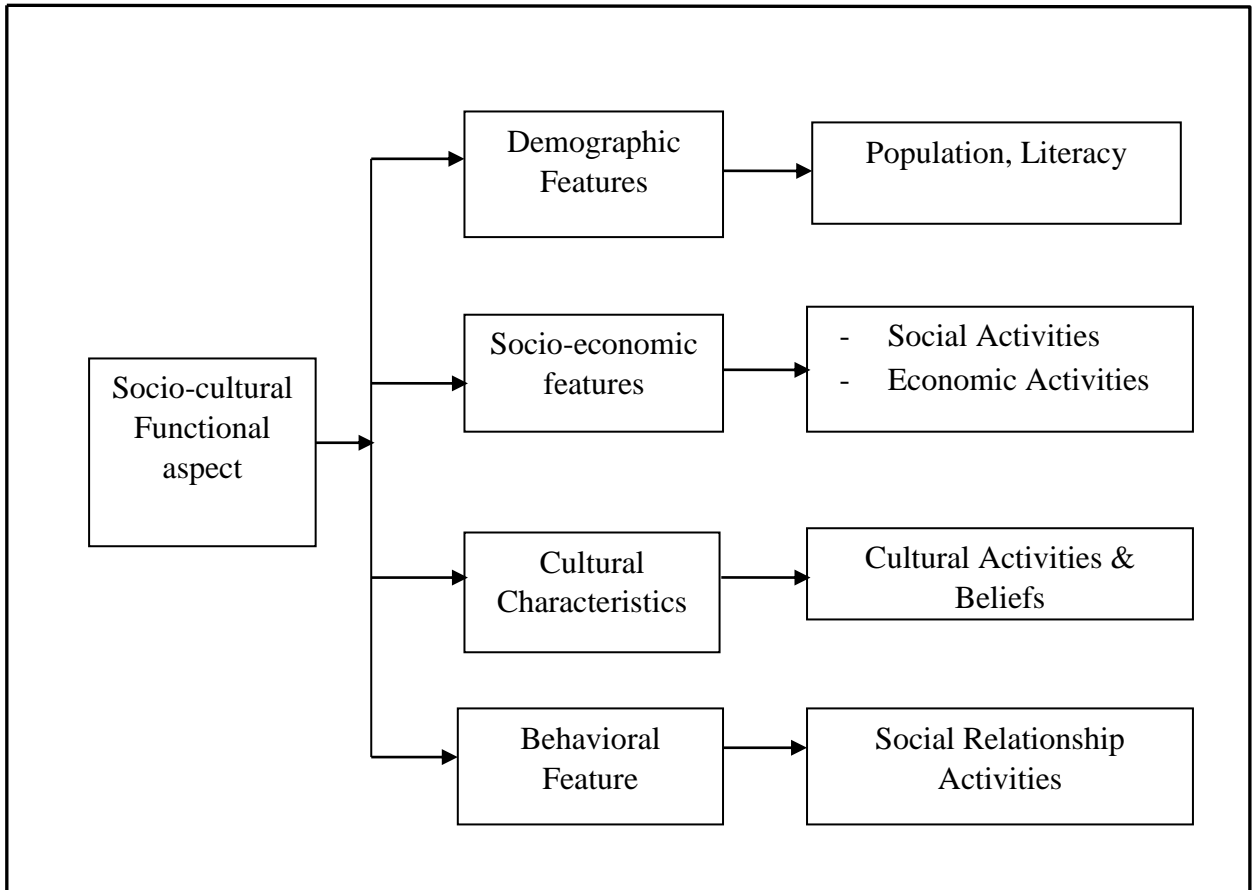 Socio-cultural
Functional
aspect
Demographic
Features
Population, Literacy
Socio-economic
features
- Social Activities
- Economic Activities
Cultural
Characteristics
Cultural Activities &
Beliefs
Behavioral
Feature
Social Relationship
Activities